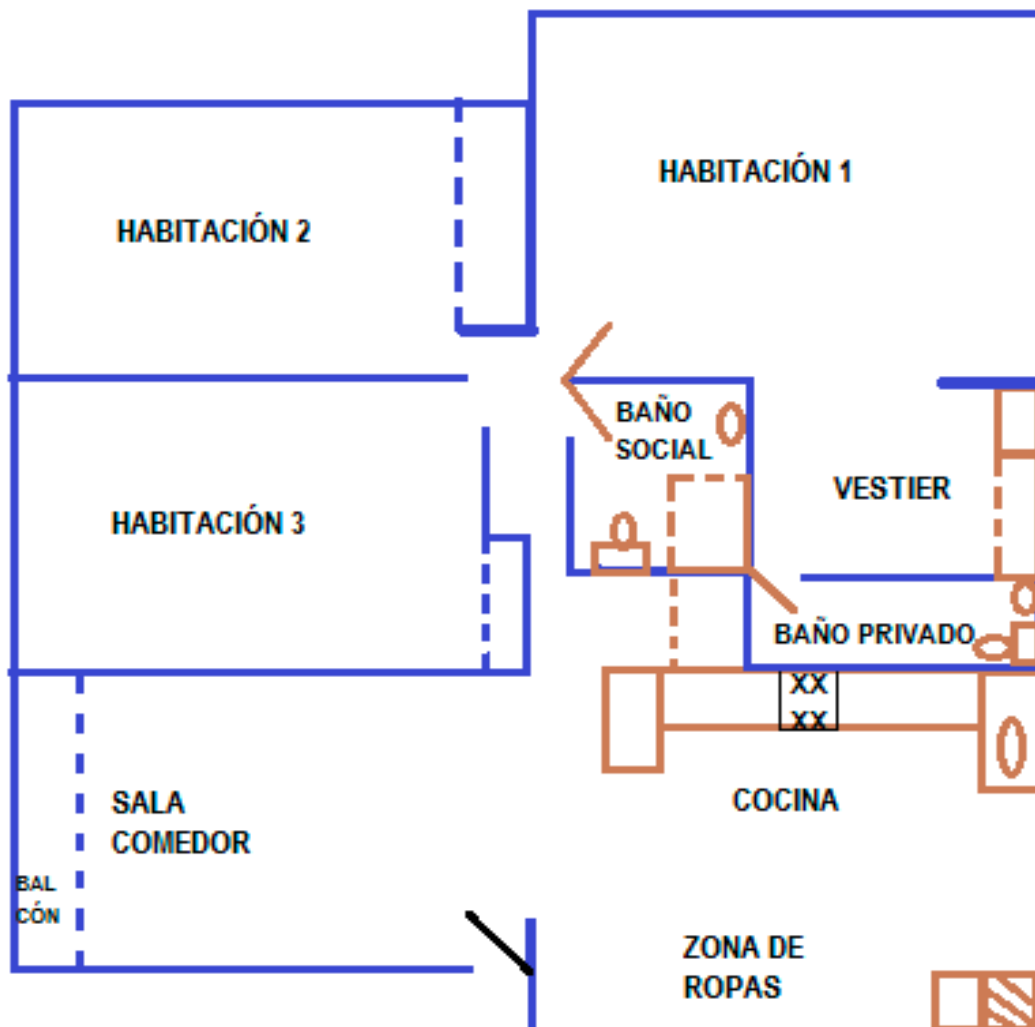 HABITACIÓN 1
HABITACIÓN 2
BAÑO
SOCIAL
VESTIER
HABITACIÓN 3
BAÑO PRIVADO
XX
XX
SALA
COMEDOR
COCINA
BAL
CÓN
ZONA DE
ROPAS